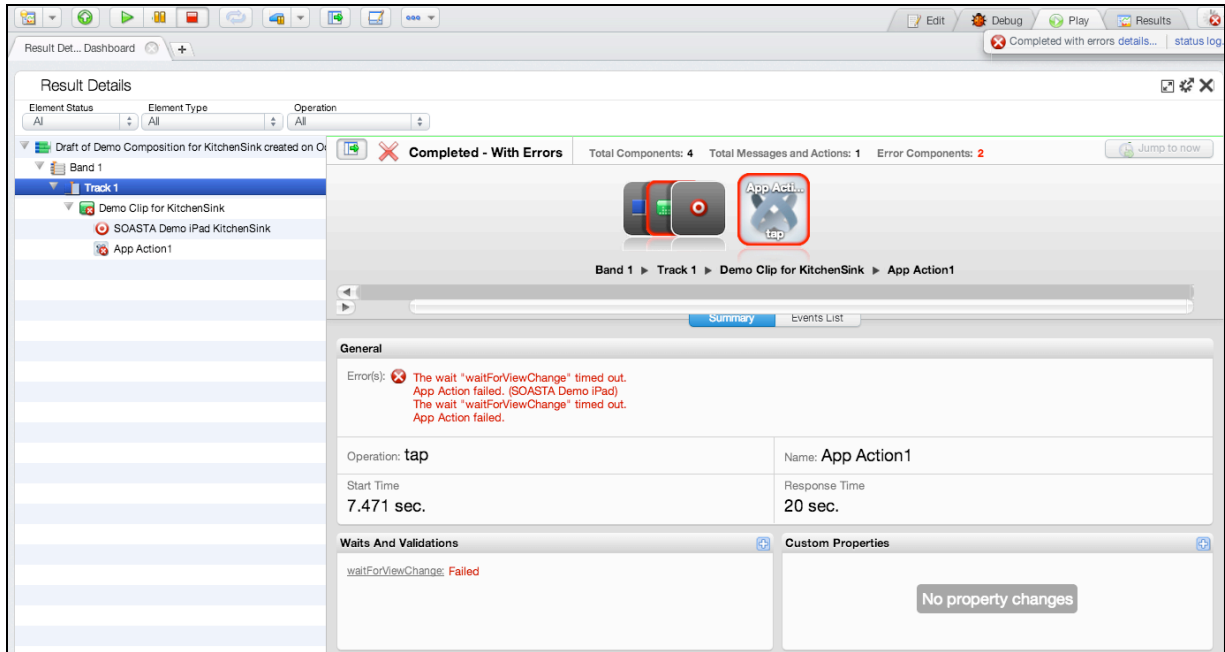 Edit
Debug
Play
Results
Result Det... Dashboard
+
Completed with errors details...
status log.
Result Details
Element Status
Element Type
Operation
All
All
All
Draft of Demo Composition for KitchenSink created on O
Band 1
Track 1
Demo Clip for KitchenSink
SOASTA Demo iPad KitchenSink
App Action1
Completed - With Errors
Total Components: 4
Total Messages and Actions: 1
Error Components: 2
Jump to now
App Acti...
tap
Band 1 ▶ Track 1 ▶ Demo Clip for KitchenSink ▶ App Action1
Summary
Events List
General
Error(s):
The wait "waitForViewChange" timed out.
App Action failed. (SOASTA Demo iPad)
The wait "waitForViewChange" timed out.
App Action failed.
Operation: tap
Name: App Action1
Start Time
7.471 sec.
Response Time
20 sec.
Waits And Validations
Custom Properties
waitForViewChange: Failed
No property changes